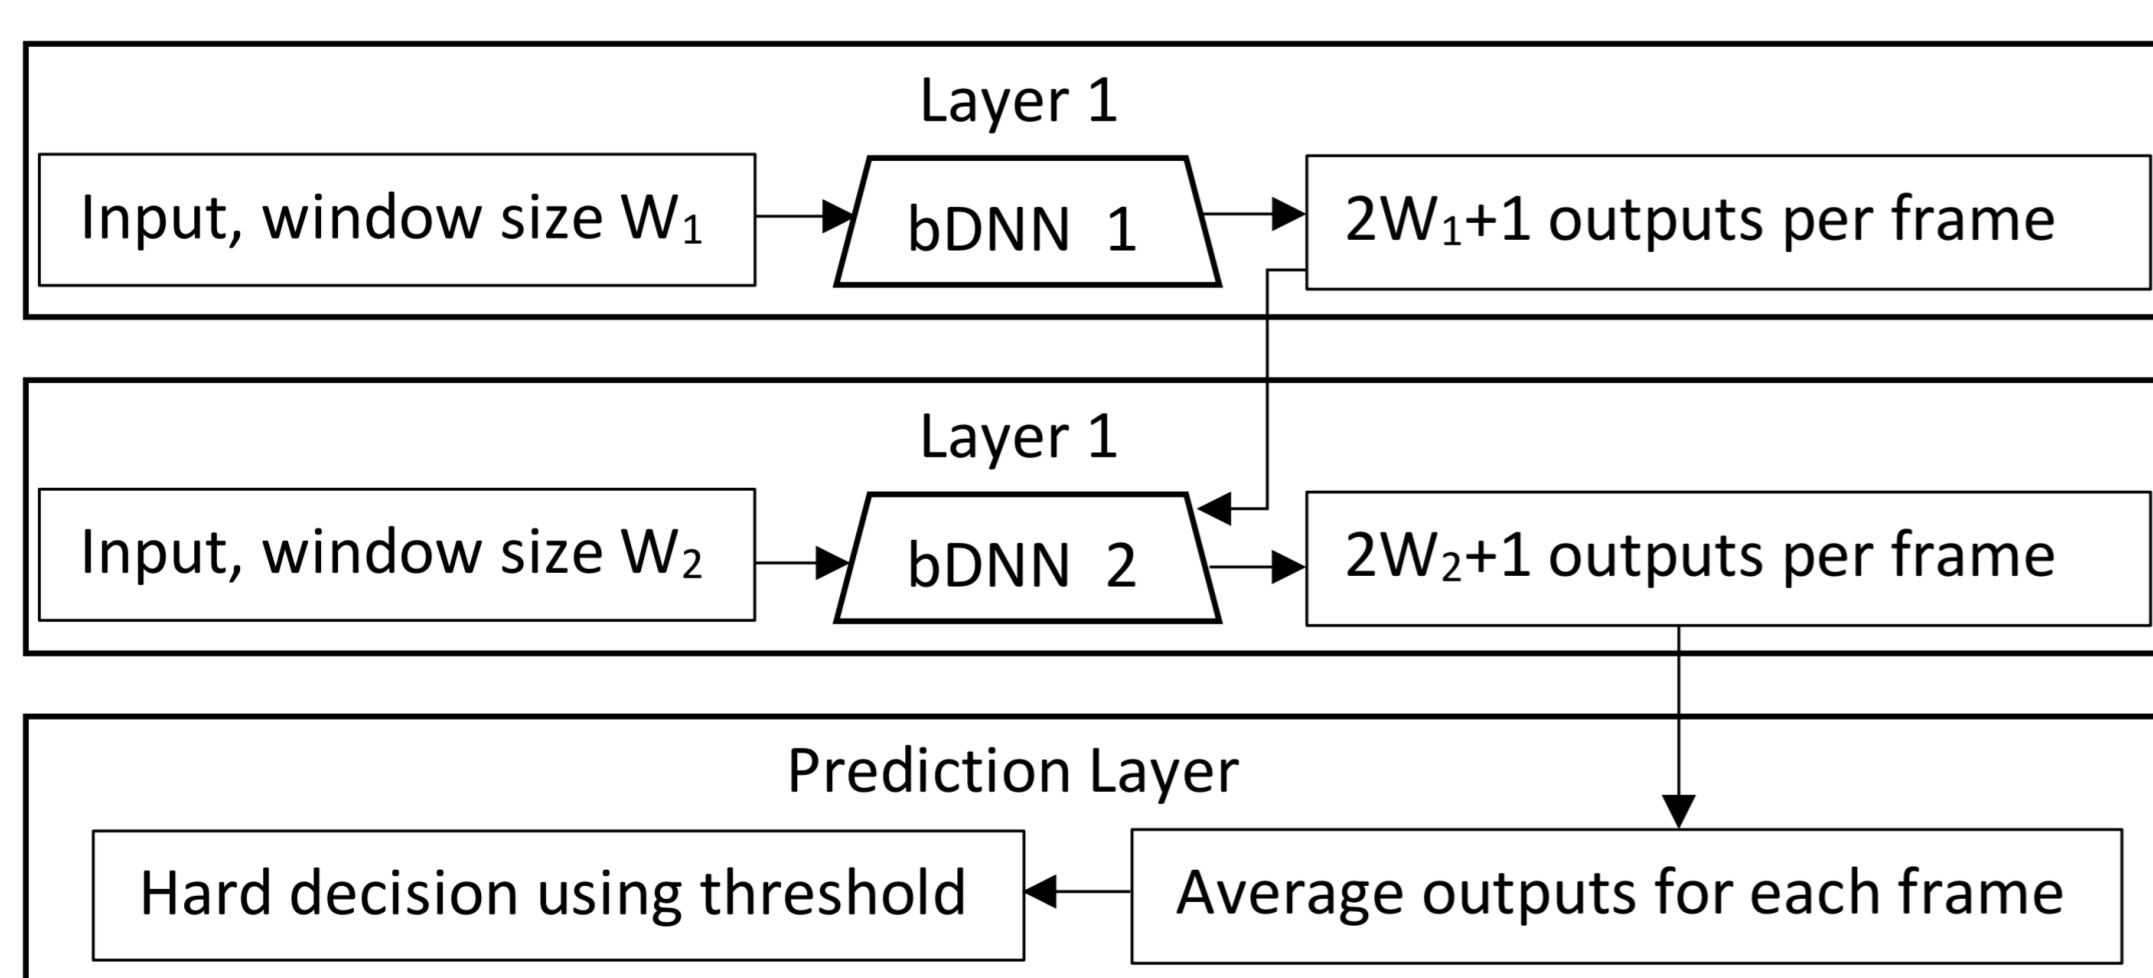 Layer 1
Input, window size W₁
bDNN 1
2W₁+1 outputs per frame
Layer 1
Input, window size W₂
bDNN 2
2W₂+1 outputs per frame
Prediction Layer
Hard decision using threshold
Average outputs for each frame